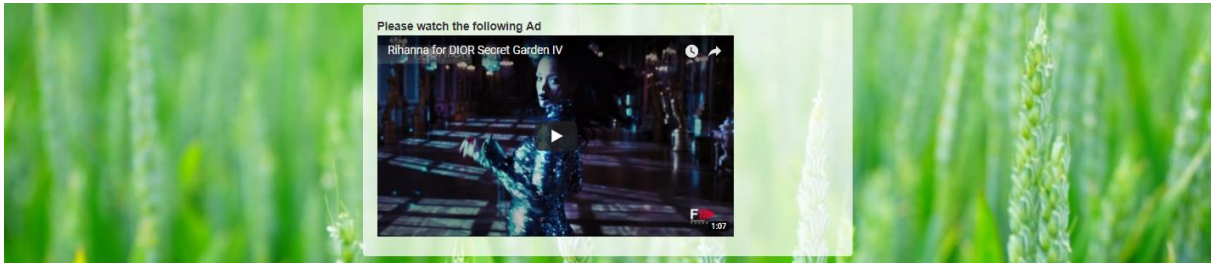 Please watch the following Ad
Rihanna for DIOR Secret Garden IV
1:07